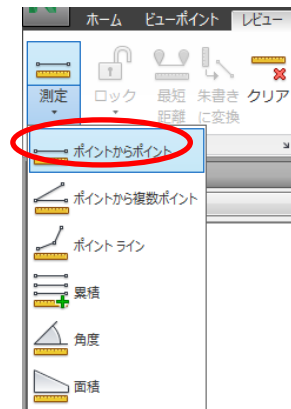 ホーム ビューポイント レビュー
測定 ロック 最短距離 朱書きに変換 クリア
ポイントからポイント
ポイントから複数ポイント
ポイント ライン
累積
角度
面積